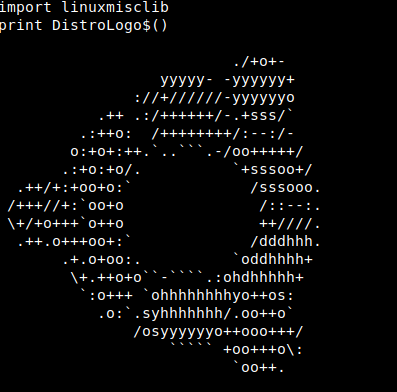 import linuxmisclib
print DistroLogo$()
                          ./+o+-
                  yyyyy- -yyyyyy+
               ://+//////-yyyyyyo
           .++ .:/++++++/-.+sss/`
         .:++o:  /++++++++/:--:/-
        o:+o+:++.`..```.-/oo+++++/
       .:+o:+o/.          `+sssoo+/
  .++/+:+oo+o:`             /sssooo.
 /+++//+:`oo+o               /::--:.
 \+/+o+++`o++o               ++////.
  .++.o+++oo+:`             /dddhhh.
       .+.o+oo:.          `oddhhhh+
        \+.++o+o``-````.:ohdhhhhh+
         `:o+++ `ohhhhhhhhyo++os:
           .o:`.syhhhhhhh/.oo++o`
               /osyyyyyyo++ooo+++/
                   ````` +oo+++o\:
                          `oo++.